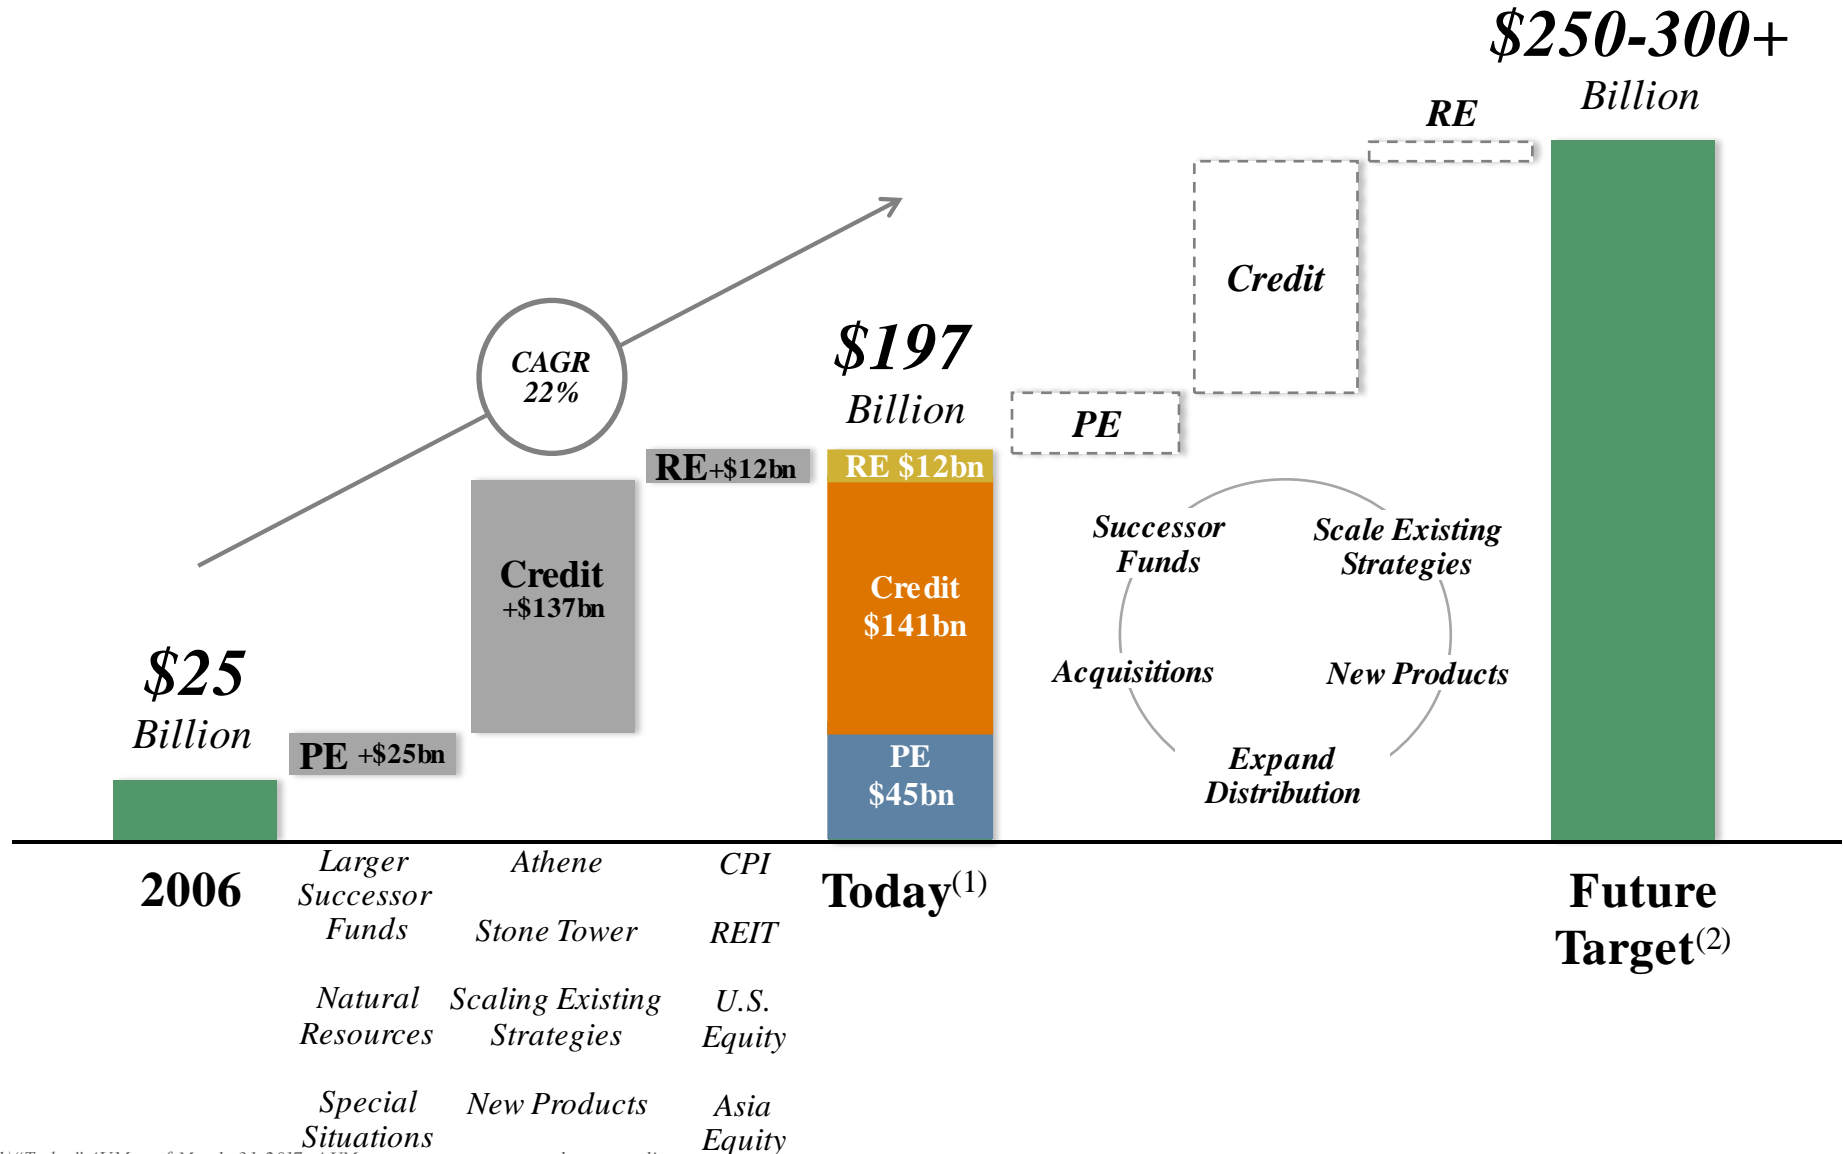 $250-300+
Billion
RE
Credit
CAGR
22%
$197
Billion
PE
RE+$12bn
RE $12bn
Credit
+$137bn
Credit
$141bn
Successor
Funds
Scale Existing
Strategies
Acquisitions
New Products
Expand
Distribution
$25
Billion
PE +$25bn
PE
$45bn
2006
Larger
Successor
Funds
Natural
Resources
Special
Situations
Athene
Stone Tower
Scaling Existing
Strategies
New Products
CPI
REIT
U.S.
Equity
Asia
Equity
Today(1)
Future
Target(2)